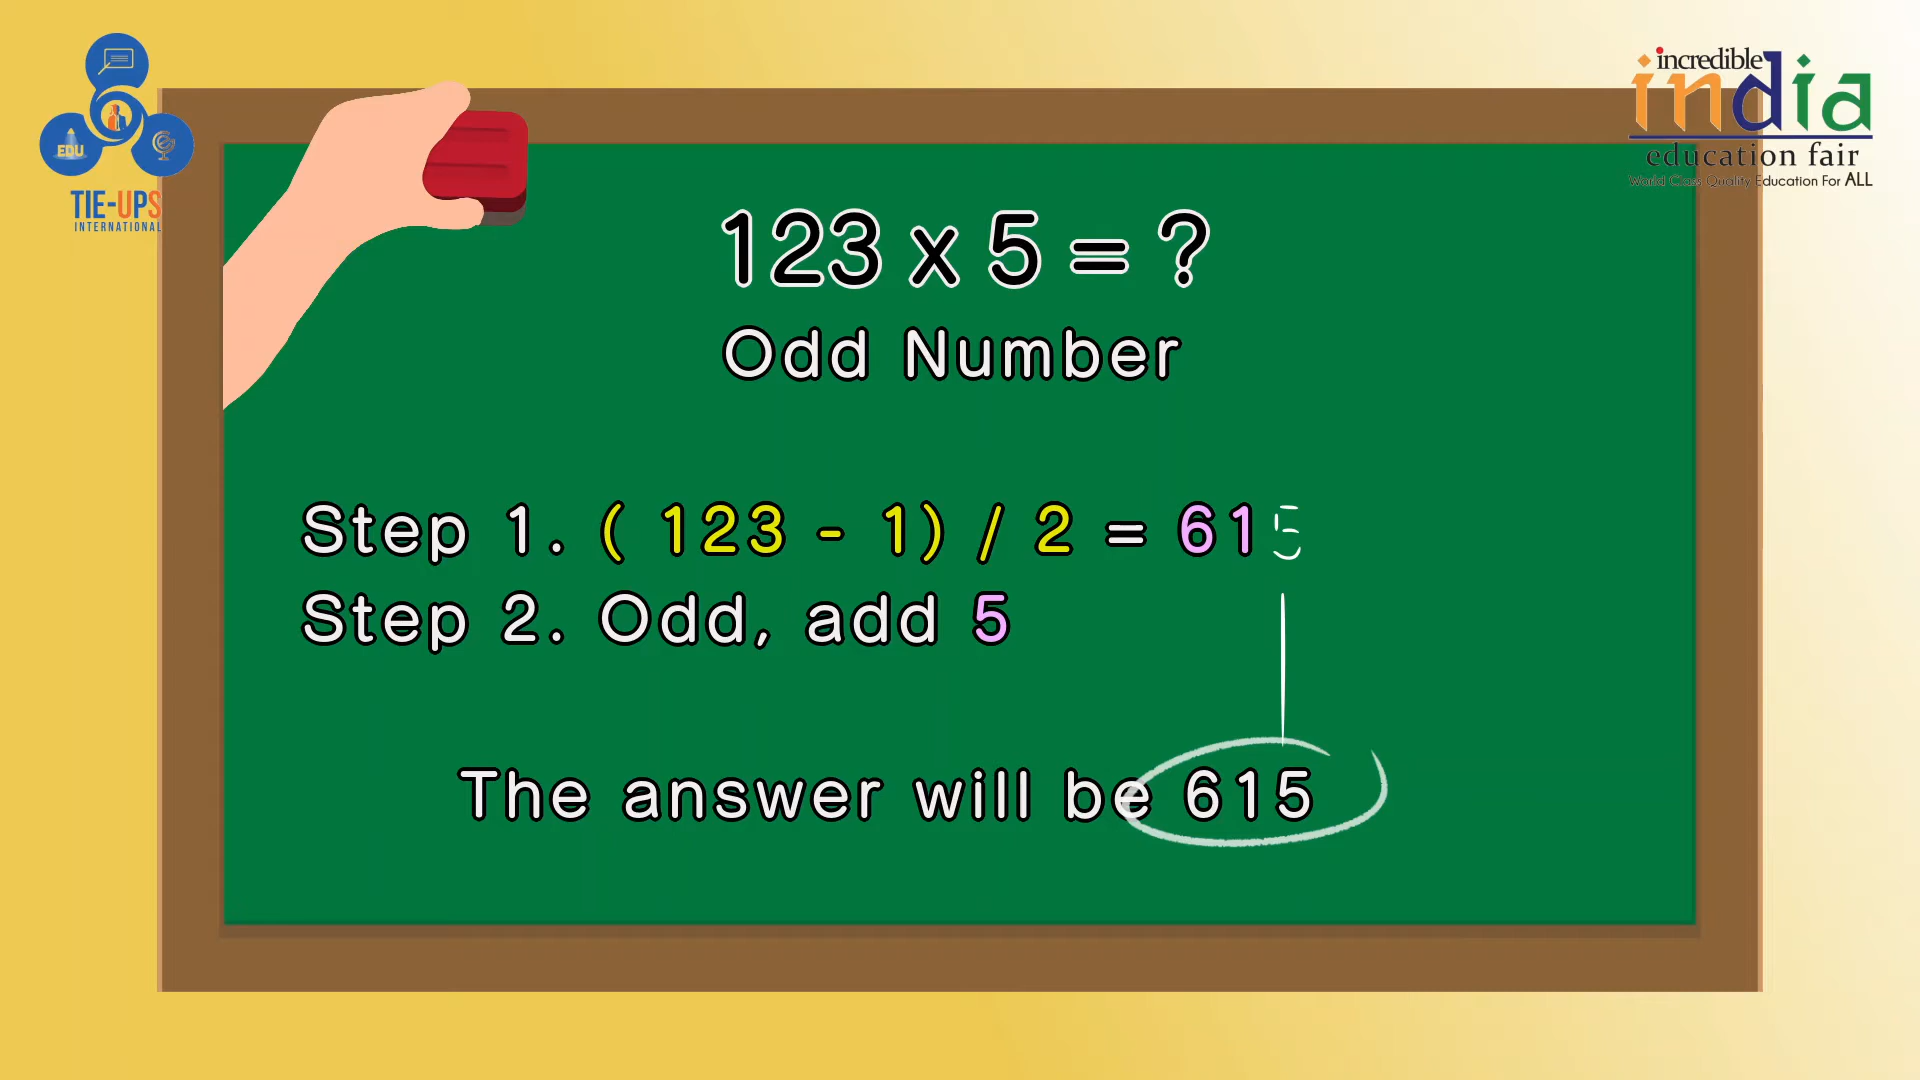 incredible
india
education fair
World Class Quality Education For ALL
EDU
TIE-UPS
INTERNATIONAL
123 x 5 = ?
Odd Number
Step 1. ( 123 - 1) / 2 = 615
Step 2. Odd, add 5
The answer will be 615